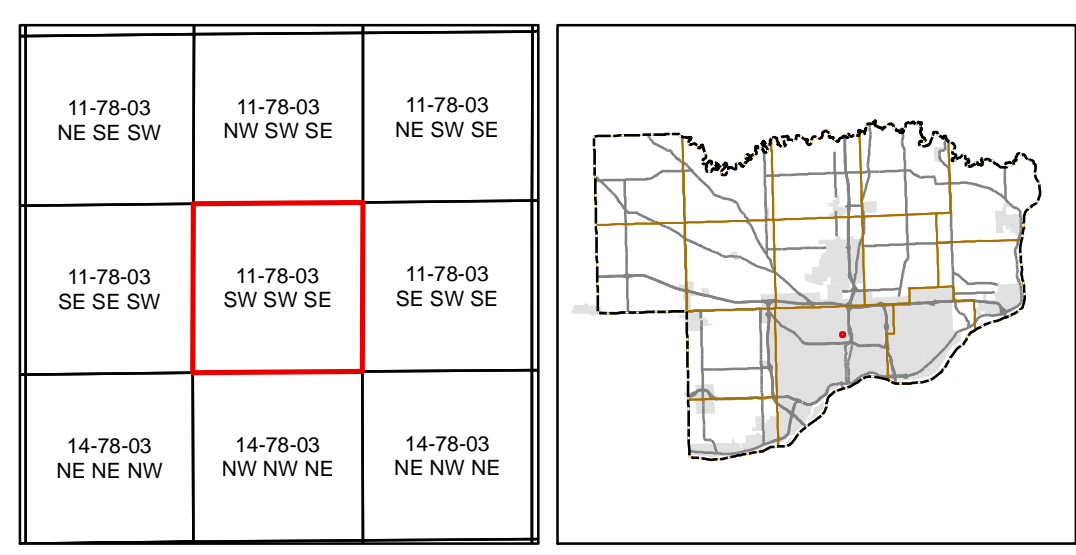 11-78-03
NE SE SW
11-78-03
NW SW SE
11-78-03
NE SW SE
11-78-03
SE SE SW
11-78-03
SW SW SE
11-78-03
SE SW SE
14-78-03
NE NE NW
14-78-03
NW NW NE
14-78-03
NE NW NE